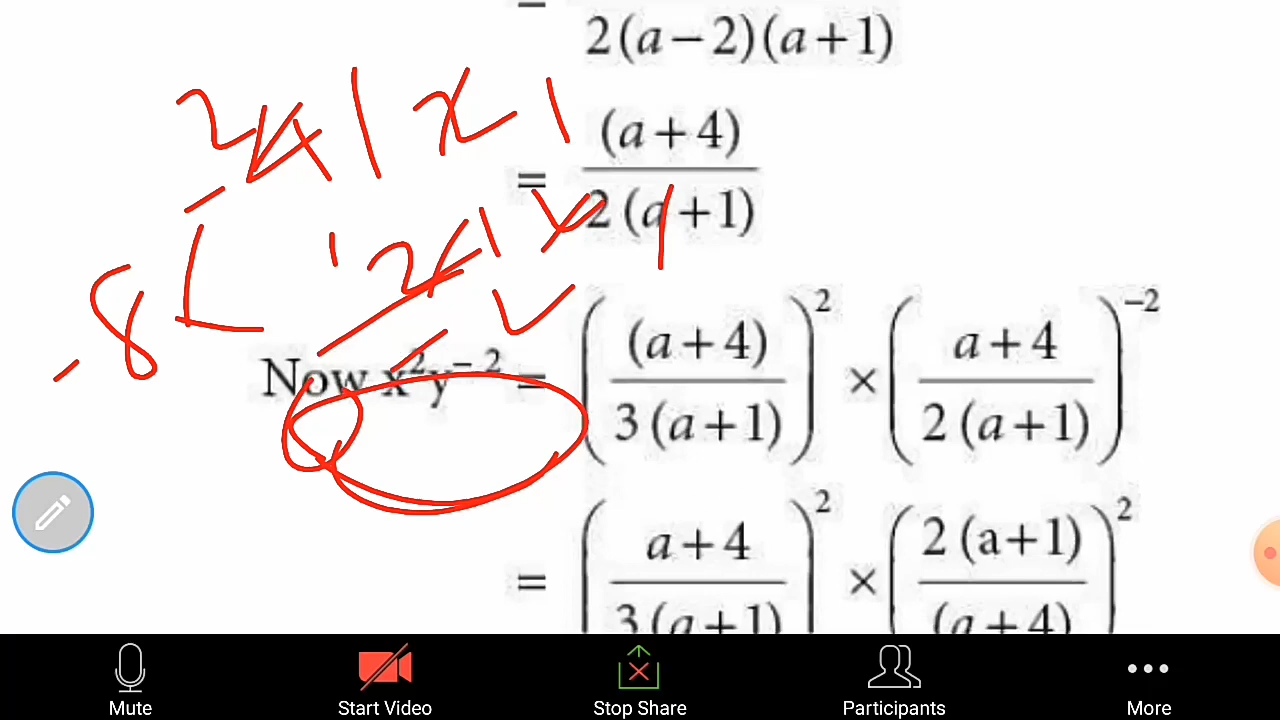 2(a−2)(a+1)
= (a+4) / 2(a+1)
Now x²y⁻² = ((a+4) / 3(a+1))² × (a+4 / 2(a+1))⁻²
= (a+4 / 3(a+1))² × (2(a+1) / (a+4))²
-8
Mute
Start Video
Stop Share
Participants
More